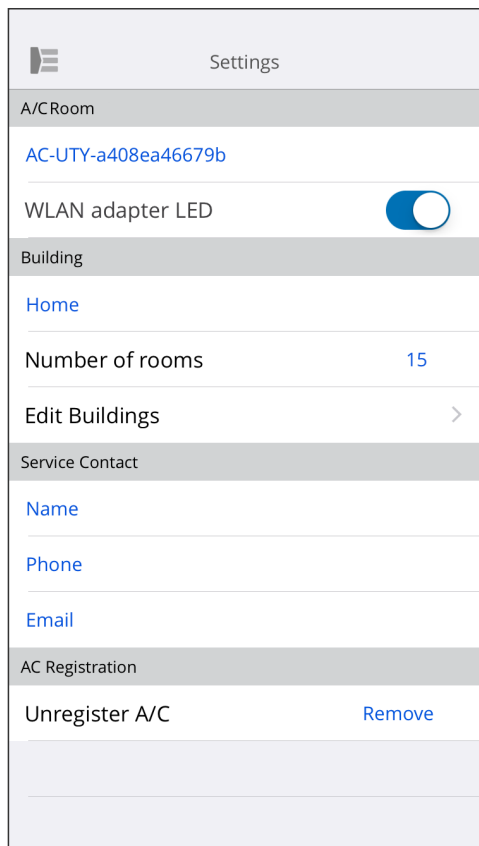 Settings
A/C Room
AC-UTY-a408ea46679b
WLAN adapter LED
Building
Home
Number of rooms 15
Edit Buildings
Service Contact
Name
Phone
Email
AC Registration
Unregister A/C Remove